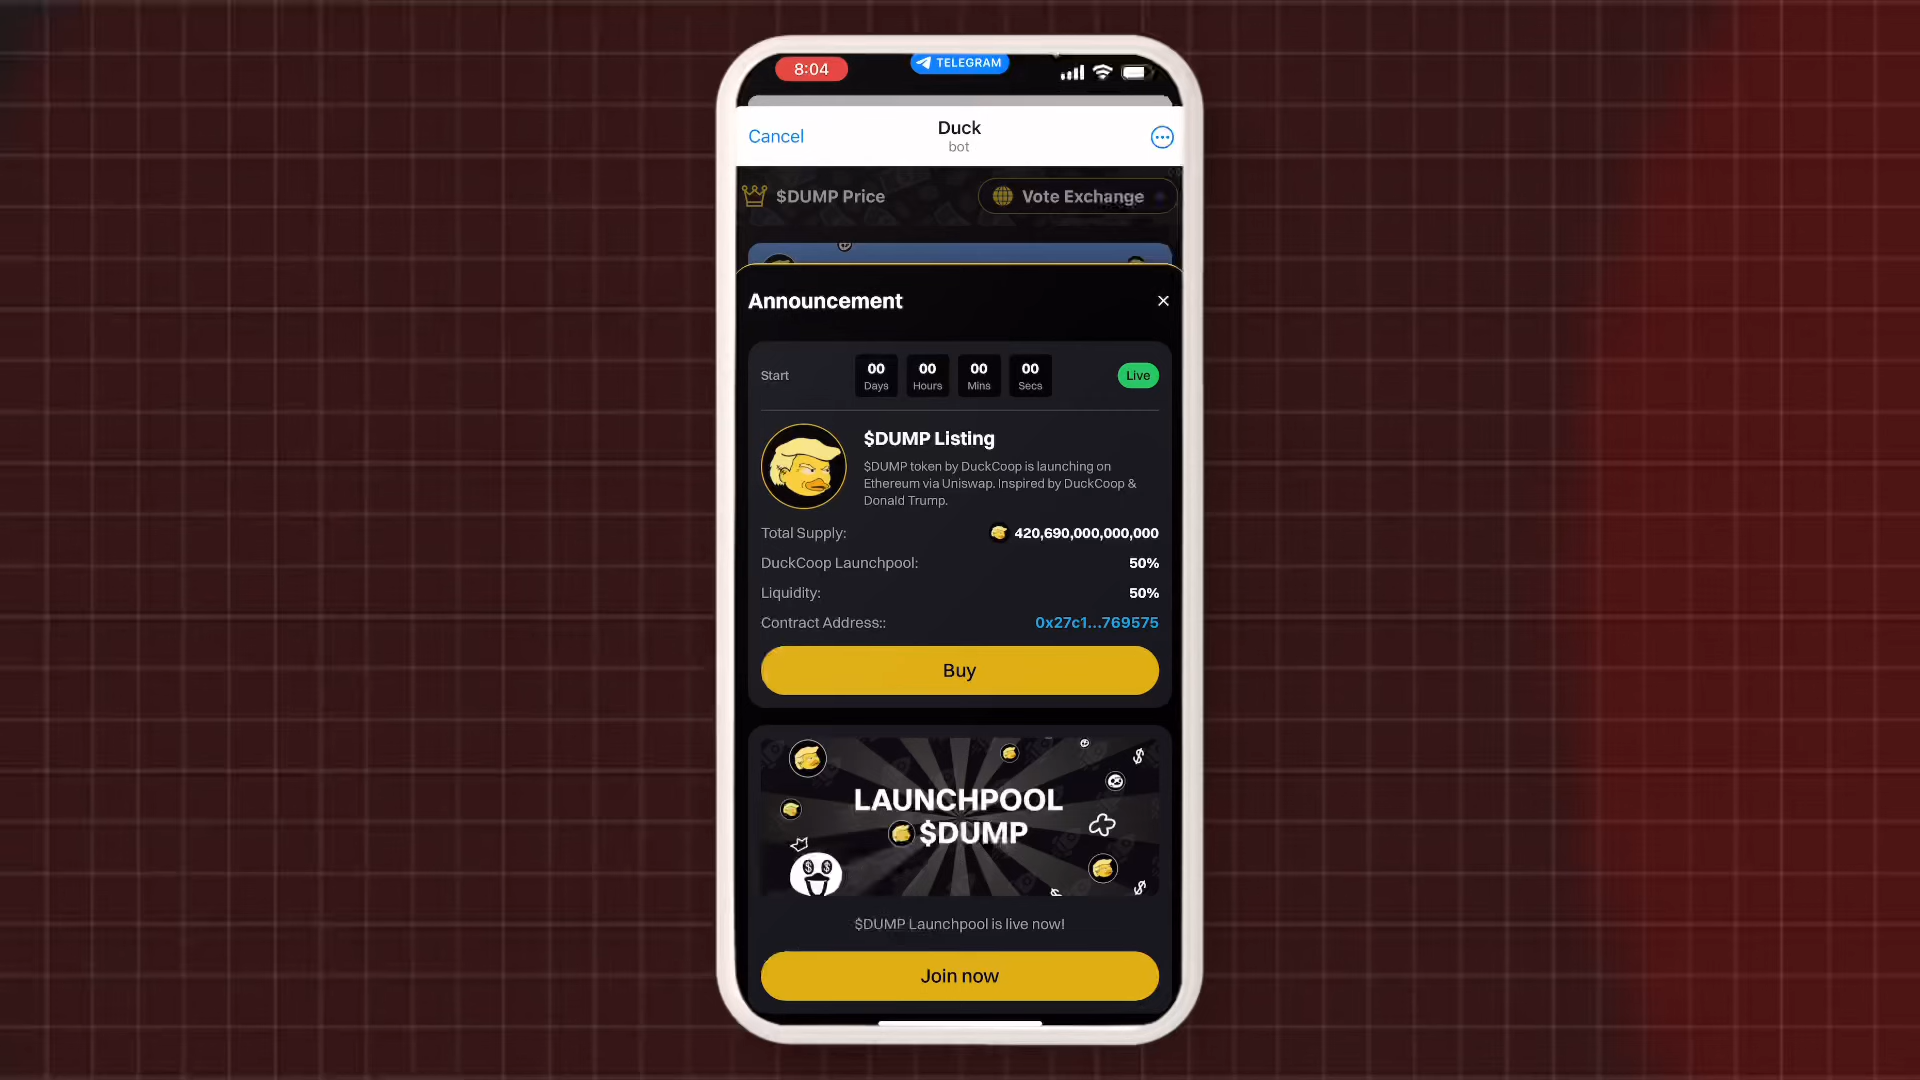 8:04
TELEGRAM
Cancel
Duck
bot
$DUMP Price
Vote Exchange
Announcement
Start
00 00 00 00
Days Hours Mins Secs
Live
$DUMP Listing
$DUMP token by DuckCoop is launching on
Ethereum via Uniswap. Inspired by DuckCoop &
Donald Trump.
Total Supply: 420,690,000,000,000
DuckCoop Launchpool: 50%
Liquidity: 50%
Contract Address:: 0x27c1...769575
Buy
LAUNCHPOOL
$DUMP
$DUMP Launchpool is live now!
Join now